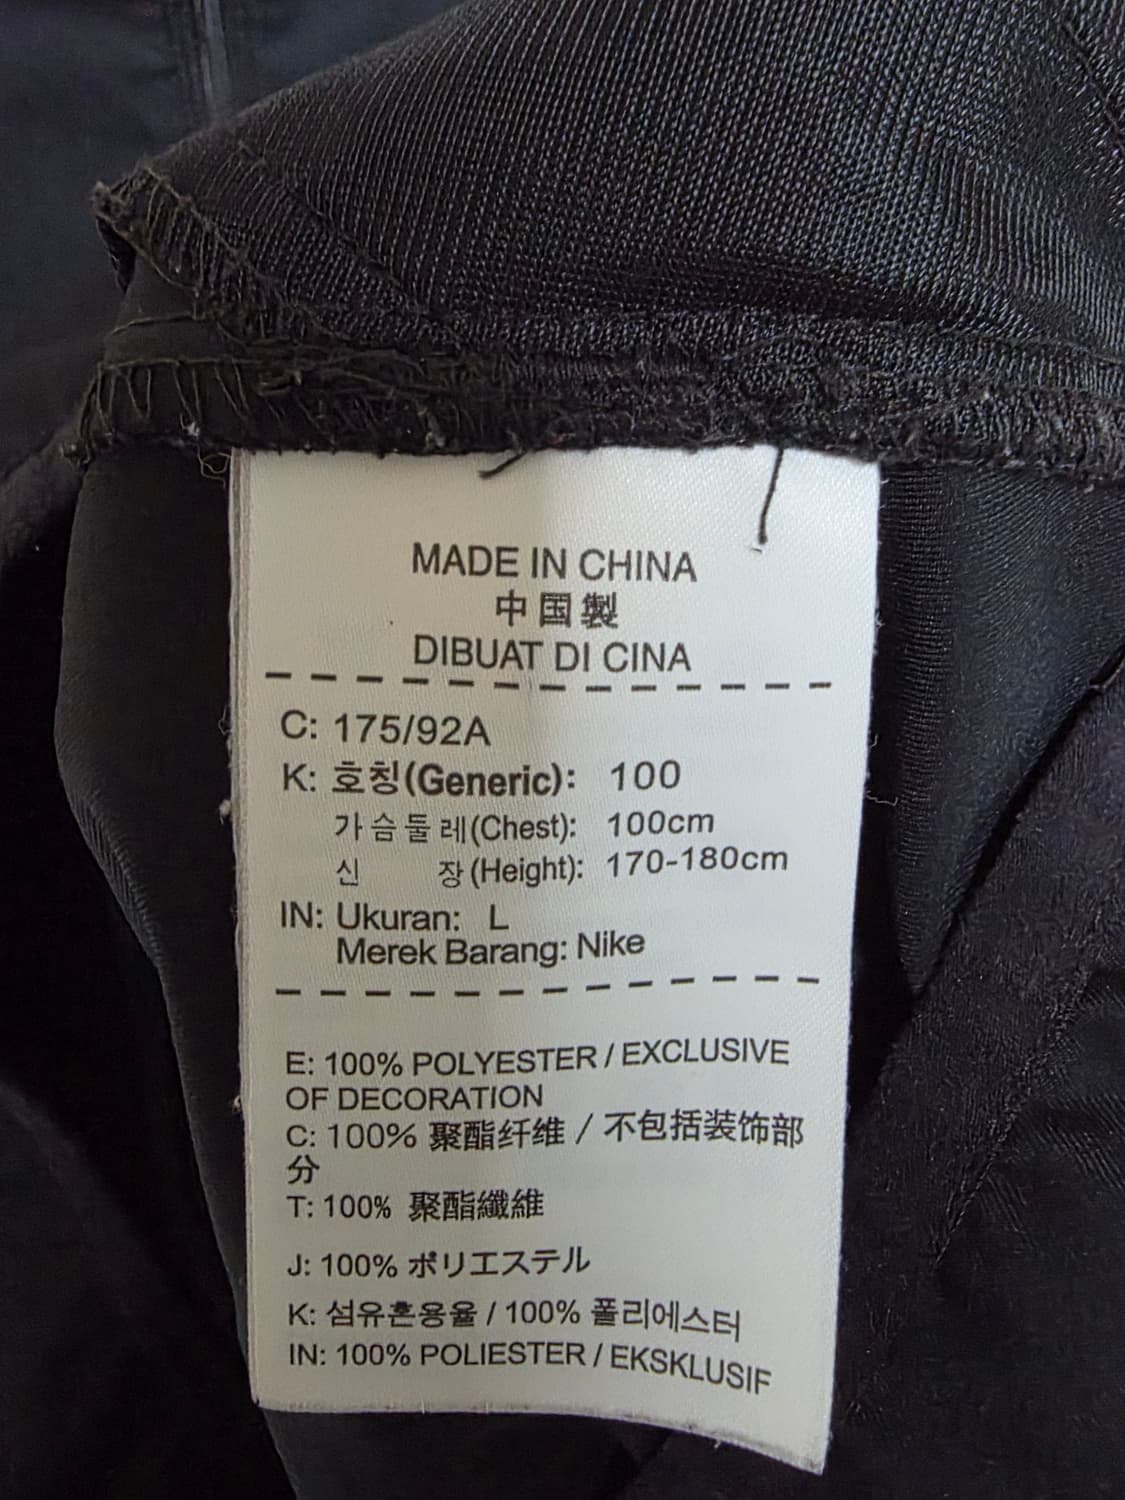 MADE IN CHINA
中国製
DIBUAT DI CINA
C: 175/92A
K: 호칭(Generic): 100
가슴둘레(Chest): 100cm
신 장(Height): 170-180cm
IN: Ukuran: L
Merek Barang: Nike
E: 100% POLYESTER / EXCLUSIVE
OF DECORATION
C: 100% 聚酯纤维 / 不包括装饰部
分
T: 100% 聚酯纖維
J: 100% ポリエステル
K: 섬유혼용율 / 100% 폴리에스터
IN: 100% POLIESTER / EKSKLUSIF